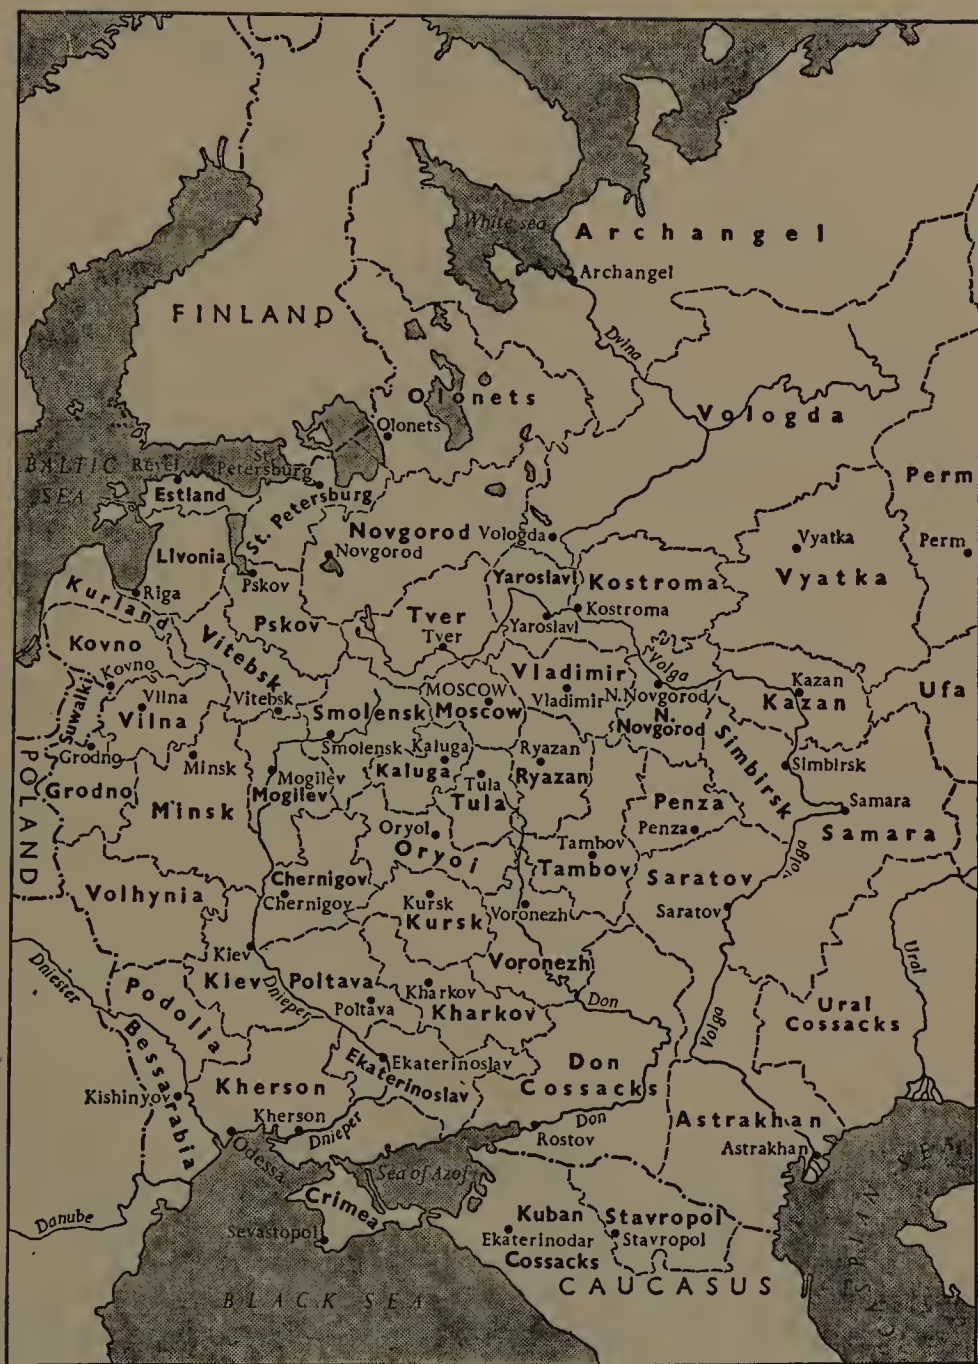 White sea
Archangel
Archangel
FINLAND
Dvina
Olonets
Olonets
Vologda
BALTIC
SEA
Revel
St.
Petersburg
Estland
St. Petersburg
Perm
Perm
Novgorod
Novgorod
Vologda
Vyatka
Vyatka
Livonia
Pskov
Yaroslavl
Yaroslavl
Kostroma
Kostroma
Kurland
Riga
Pskov
Tver
Tver
Kovno
Kovno
Vitebsk
Vitebsk
Vladimir
Vladimir
Volga
N. Novgorod
N.
Novgorod
Kazan
Kazan
Ufa
Suwalki
Vilna
Vilna
MOSCOW
Moscow
Smolensk
Smolensk
Kaluga
Kaluga
Ryazan
Ryazan
Simbirsk
Simbirsk
POLAND
Grodno
Grodno
Minsk
Minsk
Mogilev
Mogilev
Tula
Tula
Penza
Penza
Samara
Samara
Oryol
Oryol
Tambov
Tambov
Saratov
Saratov
Volga
Volhynia
Chernigov
Chernigov
Kursk
Kursk
Voronezh
Voronezh
Kiev
Kiev
Dnieper
Poltava
Poltava
Kharkov
Kharkov
Don
Volga
Ural
Ural
Cossacks
Dniester
Podolia
Bessarabia
Ekaterinoslav
Ekaterinoslav
Don
Cossacks
Kherson
Kherson
Kishinyov
Dnieper
Don
Rostov
Astrakhan
Astrakhan
Odessa
Sea of Azof
Danube
Crimea
Sevastopol
Kuban
Ekaterinodar
Cossacks
Stavropol
Stavropol
CAUCASUS
BLACK SEA
CASPIAN
SEA